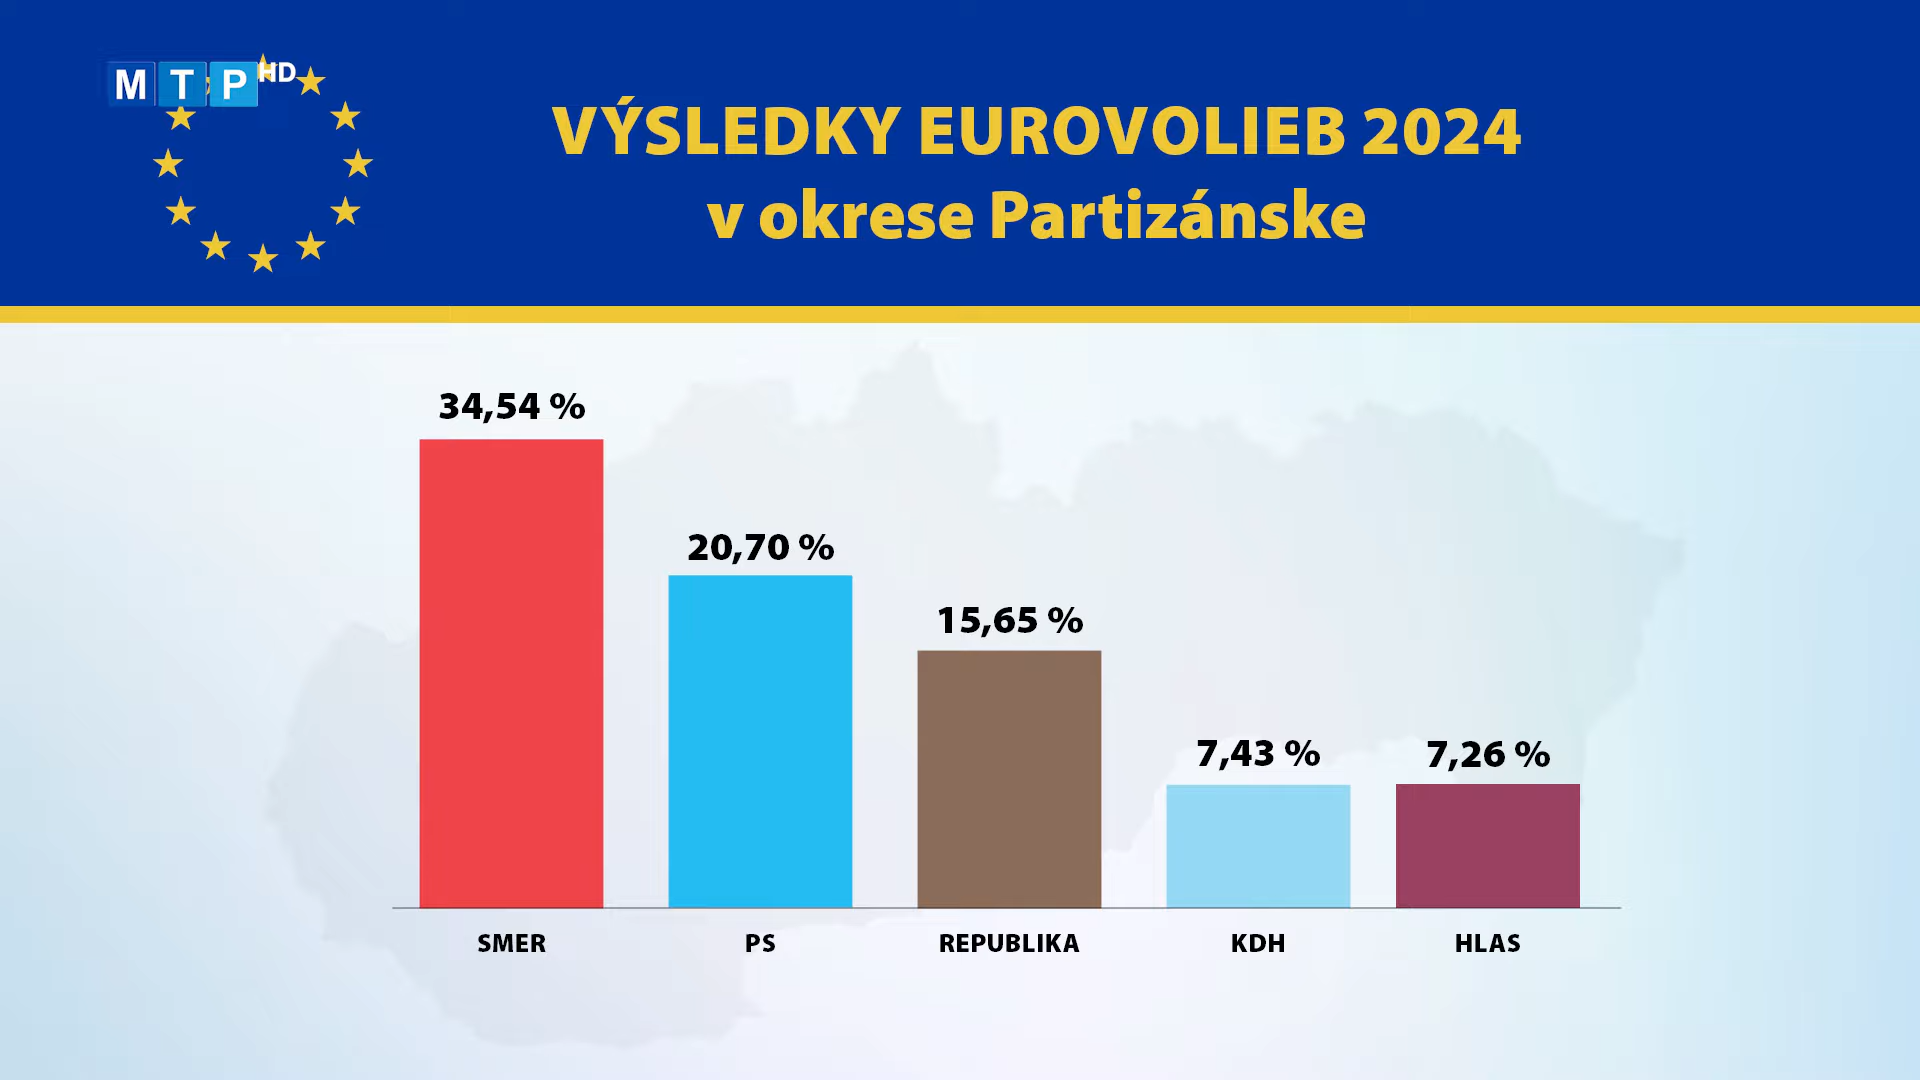 MTP HD
VÝSLEDKY EUROVOLIEB 2024
v okrese Partizánske
34,54 %
20,70 %
15,65 %
7,43 %
7,26 %
SMER
PS
REPUBLIKA
KDH
HLAS